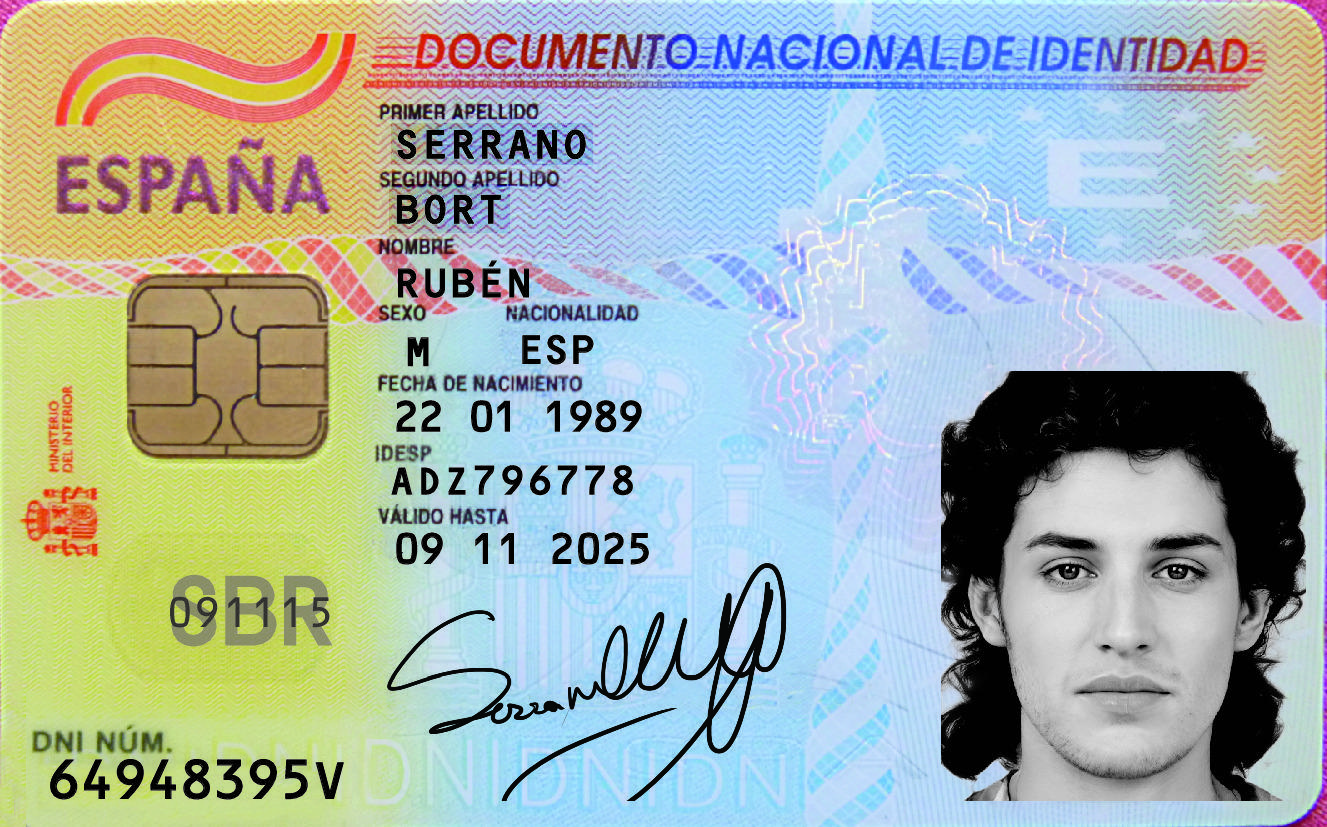 DOCUMENTO NACIONAL DE IDENTIDAD
ESPAÑA
PRIMER APELLIDO
SERRANO
SEGUNDO APELLIDO
BORT
NOMBRE
RUBÉN
SEXO NACIONALIDAD
M ESP
FECHA DE NACIMIENTO
22 01 1989
IDESP
ADZ796778
VÁLIDO HASTA
09 11 2025
MINISTERIO
DEL INTERIOR
E
SBR
091115
DNI NÚM.
64948395V
DNIDNIDNIDN